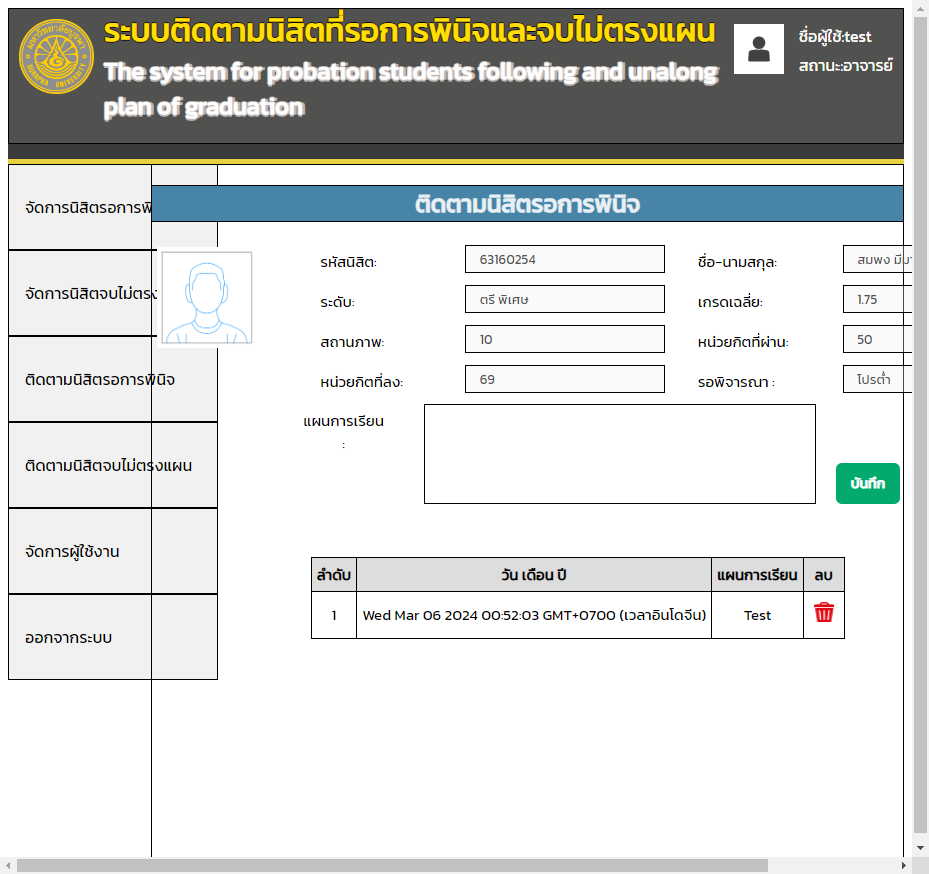 ระบบติดตามนิสิตที่รอการพินิจและจบไม่ตรงแผน
The system for probation students following and unalong
plan of graduation
ชื่อผู้ใช้:test
สถานะ:อาจารย์
มหาวิทยาลัยบูรพา
BURAPHA UNIVERSITY
จัดการนิสิตรอการพิ
จัดการนิสิตจบไม่ตรง
ติดตามนิสิตรอการพินิจ
ติดตามนิสิตจบไม่ตรงแผน
จัดการผู้ใช้งาน
ออกจากระบบ
ติดตามนิสิตรอการพินิจ
รหัสนิสิต: 63160254 ชื่อ-นามสกุล: สมพง มีม
ระดับ: ตรี พิเศษ เกรดเฉลี่ย: 1.75
สถานภาพ: 10 หน่วยกิตที่ผ่าน: 50
หน่วยกิตที่ลง: 69 รอพิจารณา : โปรต่ำ
แผนการเรียน
:
บันทึก
ลำดับ วัน เดือน ปี แผนการเรียน ลบ
1 Wed Mar 06 2024 00:52:03 GMT+0700 (เวลาอินโดจีน) Test